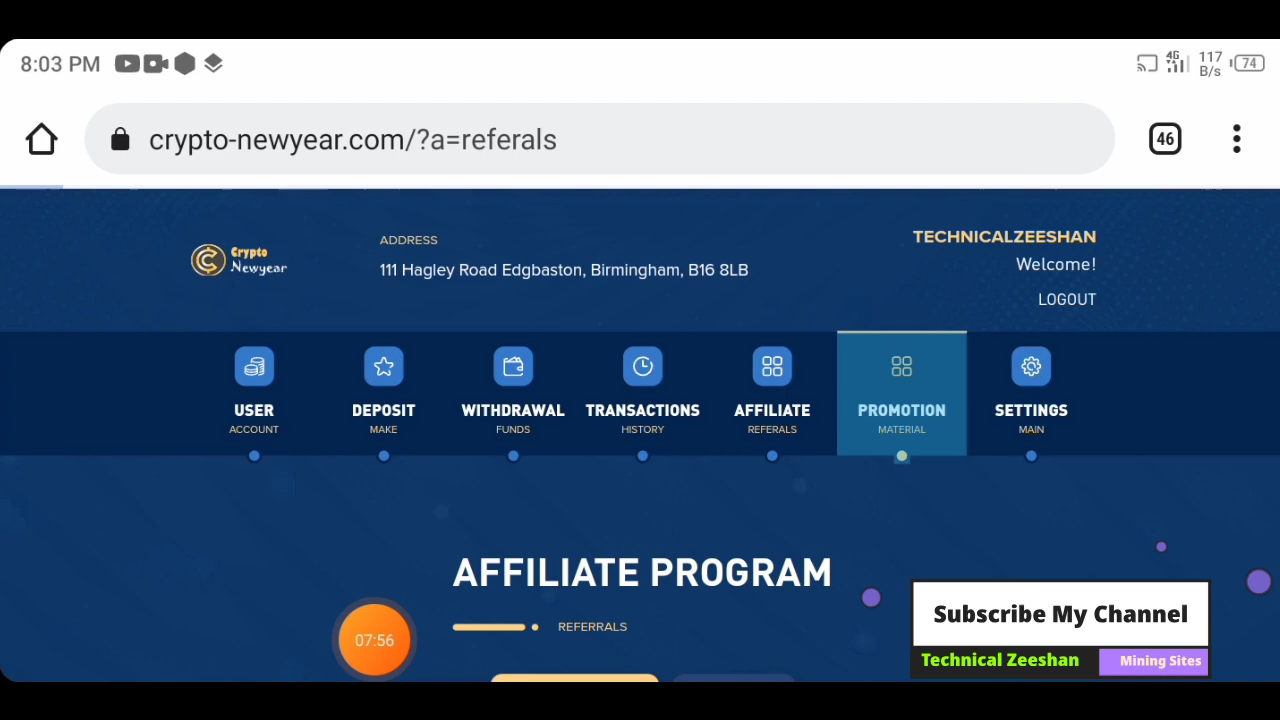 8:03 PM
4G
117
B/s
74
crypto-newyear.com/?a=referals
46
Crypto
Newyear
ADDRESS
111 Hagley Road Edgbaston, Birmingham, B16 8LB
TECHNICALZEESHAN
Welcome!
LOGOUT
USER
ACCOUNT
DEPOSIT
MAKE
WITHDRAWAL
FUNDS
TRANSACTIONS
HISTORY
AFFILIATE
REFERRALS
PROMOTION
MATERIAL
SETTINGS
MAIN
AFFILIATE PROGRAM
REFERRALS
07:56
Subscribe My Channel
Technical Zeeshan
Mining Sites